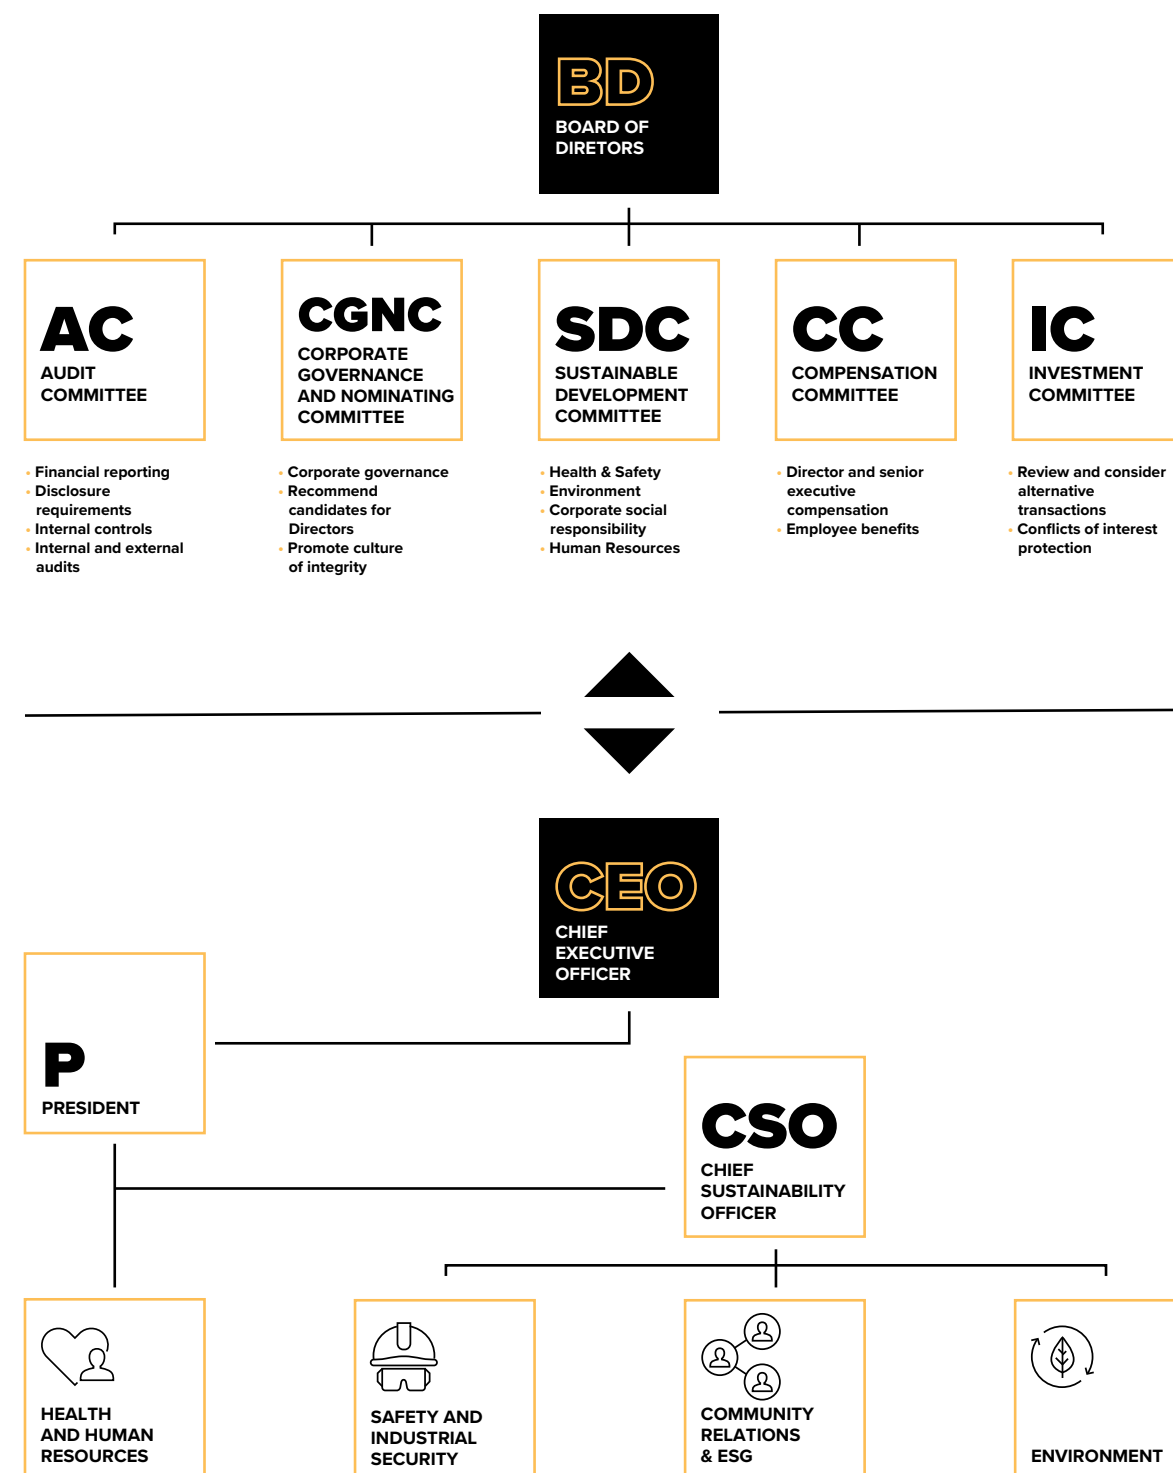 BD
BOARD OF
DIRETORS
AC
AUDIT
COMMITTEE
• Financial reporting
• Disclosure
requirements
• Internal controls
• Internal and external
audits
CGNC
CORPORATE
GOVERNANCE
AND NOMINATING
COMMITTEE
• Corporate governance
• Recommend
candidates for
Directors
• Promote culture
of integrity
SDC
SUSTAINABLE
DEVELOPMENT
COMMITTEE
• Health & Safety
• Environment
• Corporate social
responsibility
• Human Resources
CC
COMPENSATION
COMMITTEE
• Director and senior
executive
compensation
• Employee benefits
IC
INVESTMENT
COMMITTEE
• Review and consider
alternative
transactions
• Conflicts of interest
protection
CEO
CHIEF
EXECUTIVE
OFFICER
P
PRESIDENT
CSO
CHIEF
SUSTAINABILITY
OFFICER
HEALTH
AND HUMAN
RESOURCES
SAFETY AND
INDUSTRIAL
SECURITY
COMMUNITY
RELATIONS
& ESG
ENVIRONMENT